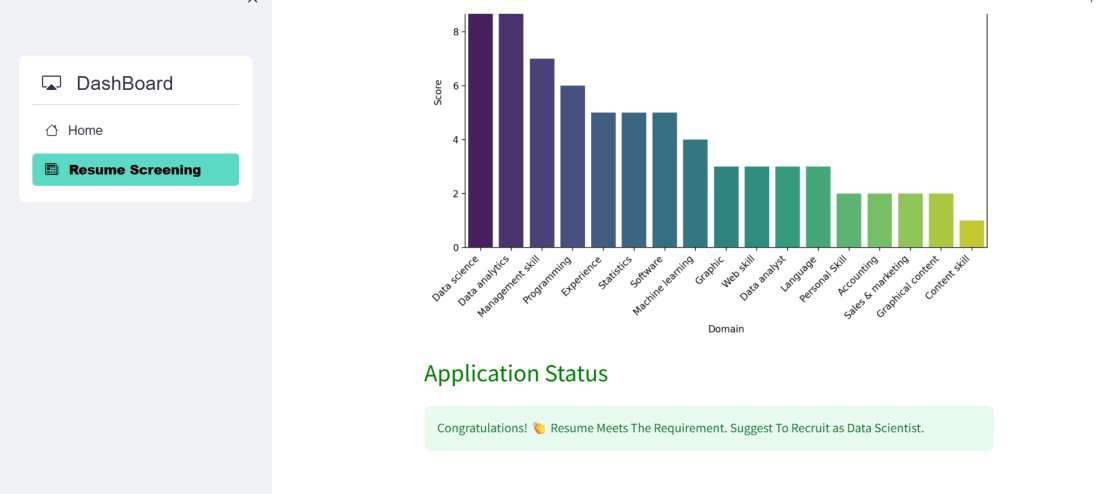 DashBoard
Home
Resume Screening
Score
8
6
4
2
0
Data science
Data analytics
Management skill
Programming
Experience
Statistics
Software
Machine learning
Graphic
Web skill
Data analyst
Language
Personal Skill
Accounting
Sales & marketing
Graphical content
Content skill
Domain
Application Status
Congratulations! 👏 Resume Meets The Requirement. Suggest To Recruit as Data Scientist.